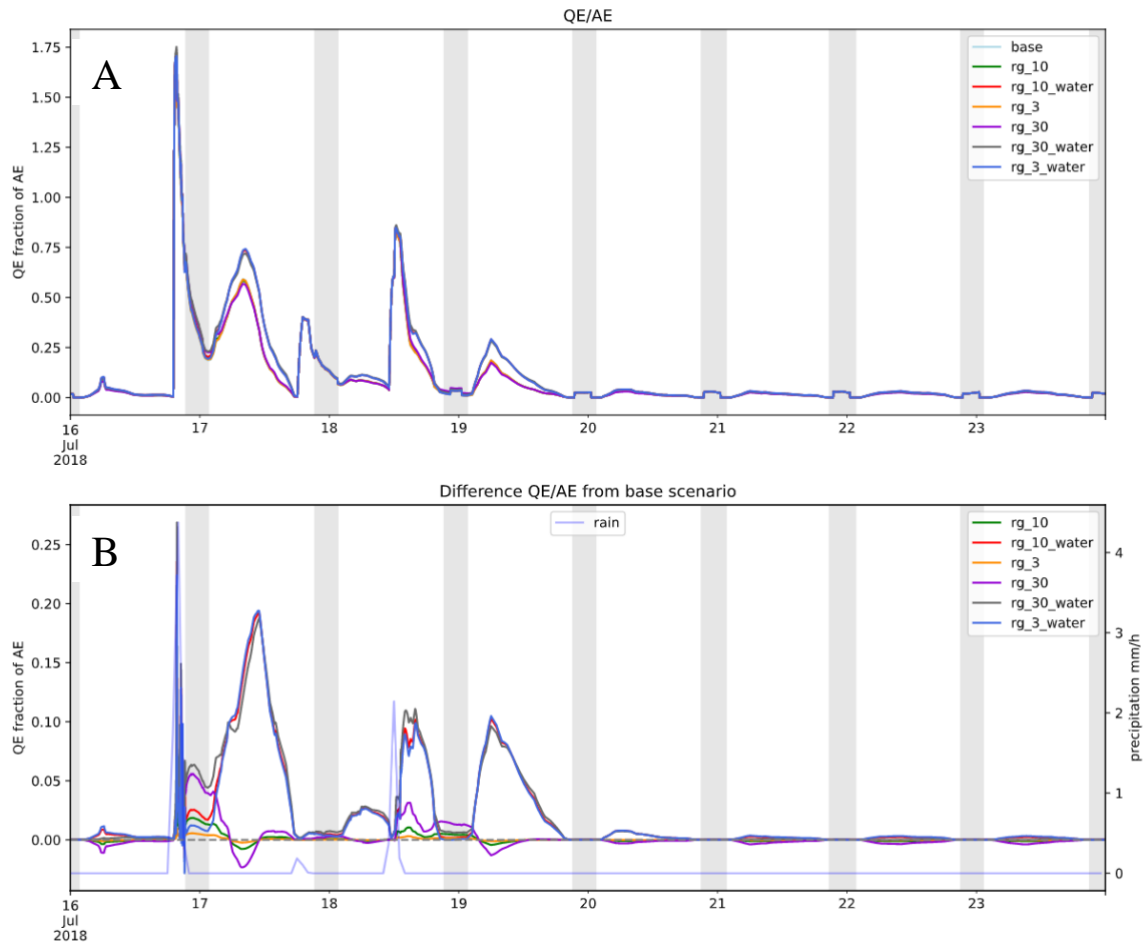 QE/AE
A
QE fraction of AE
1.75
1.50
1.25
1.00
0.75
0.50
0.25
0.00
base
rg_10
rg_10_water
rg_3
rg_30
rg_30_water
rg_3_water
16 17 18 19 20 21 22 23
Jul
2018
Difference QE/AE from base scenario
B
QE fraction of AE
0.25
0.20
0.15
0.10
0.05
0.00
rain
rg_10
rg_10_water
rg_3
rg_30
rg_30_water
rg_3_water
4
3
2
1
0
precipitation mm/h
16 17 18 19 20 21 22 23
Jul
2018